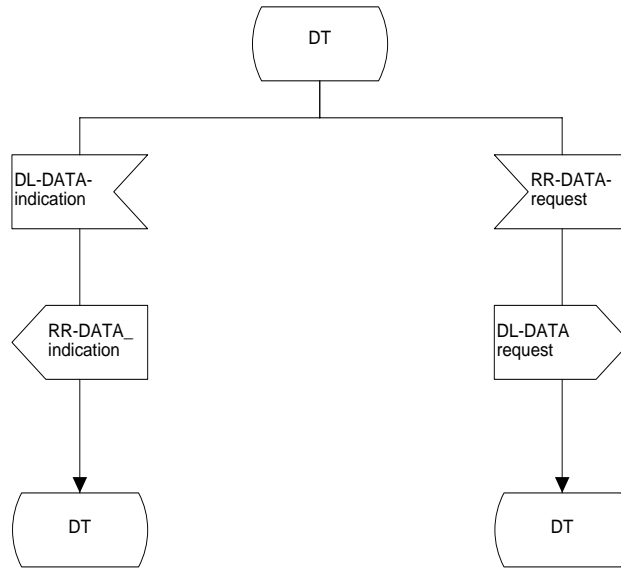 DT
DL-DATA-
indication
RR-DATA-
request
RR-DATA_
indication
DL-DATA
request
DT
DT